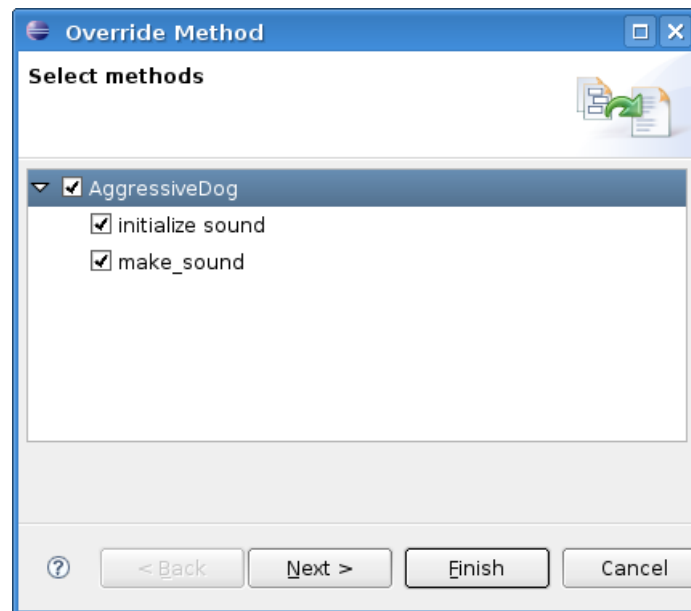 Override Method
Select methods
AggressiveDog
initialize sound
make_sound
< Back Next > Finish Cancel